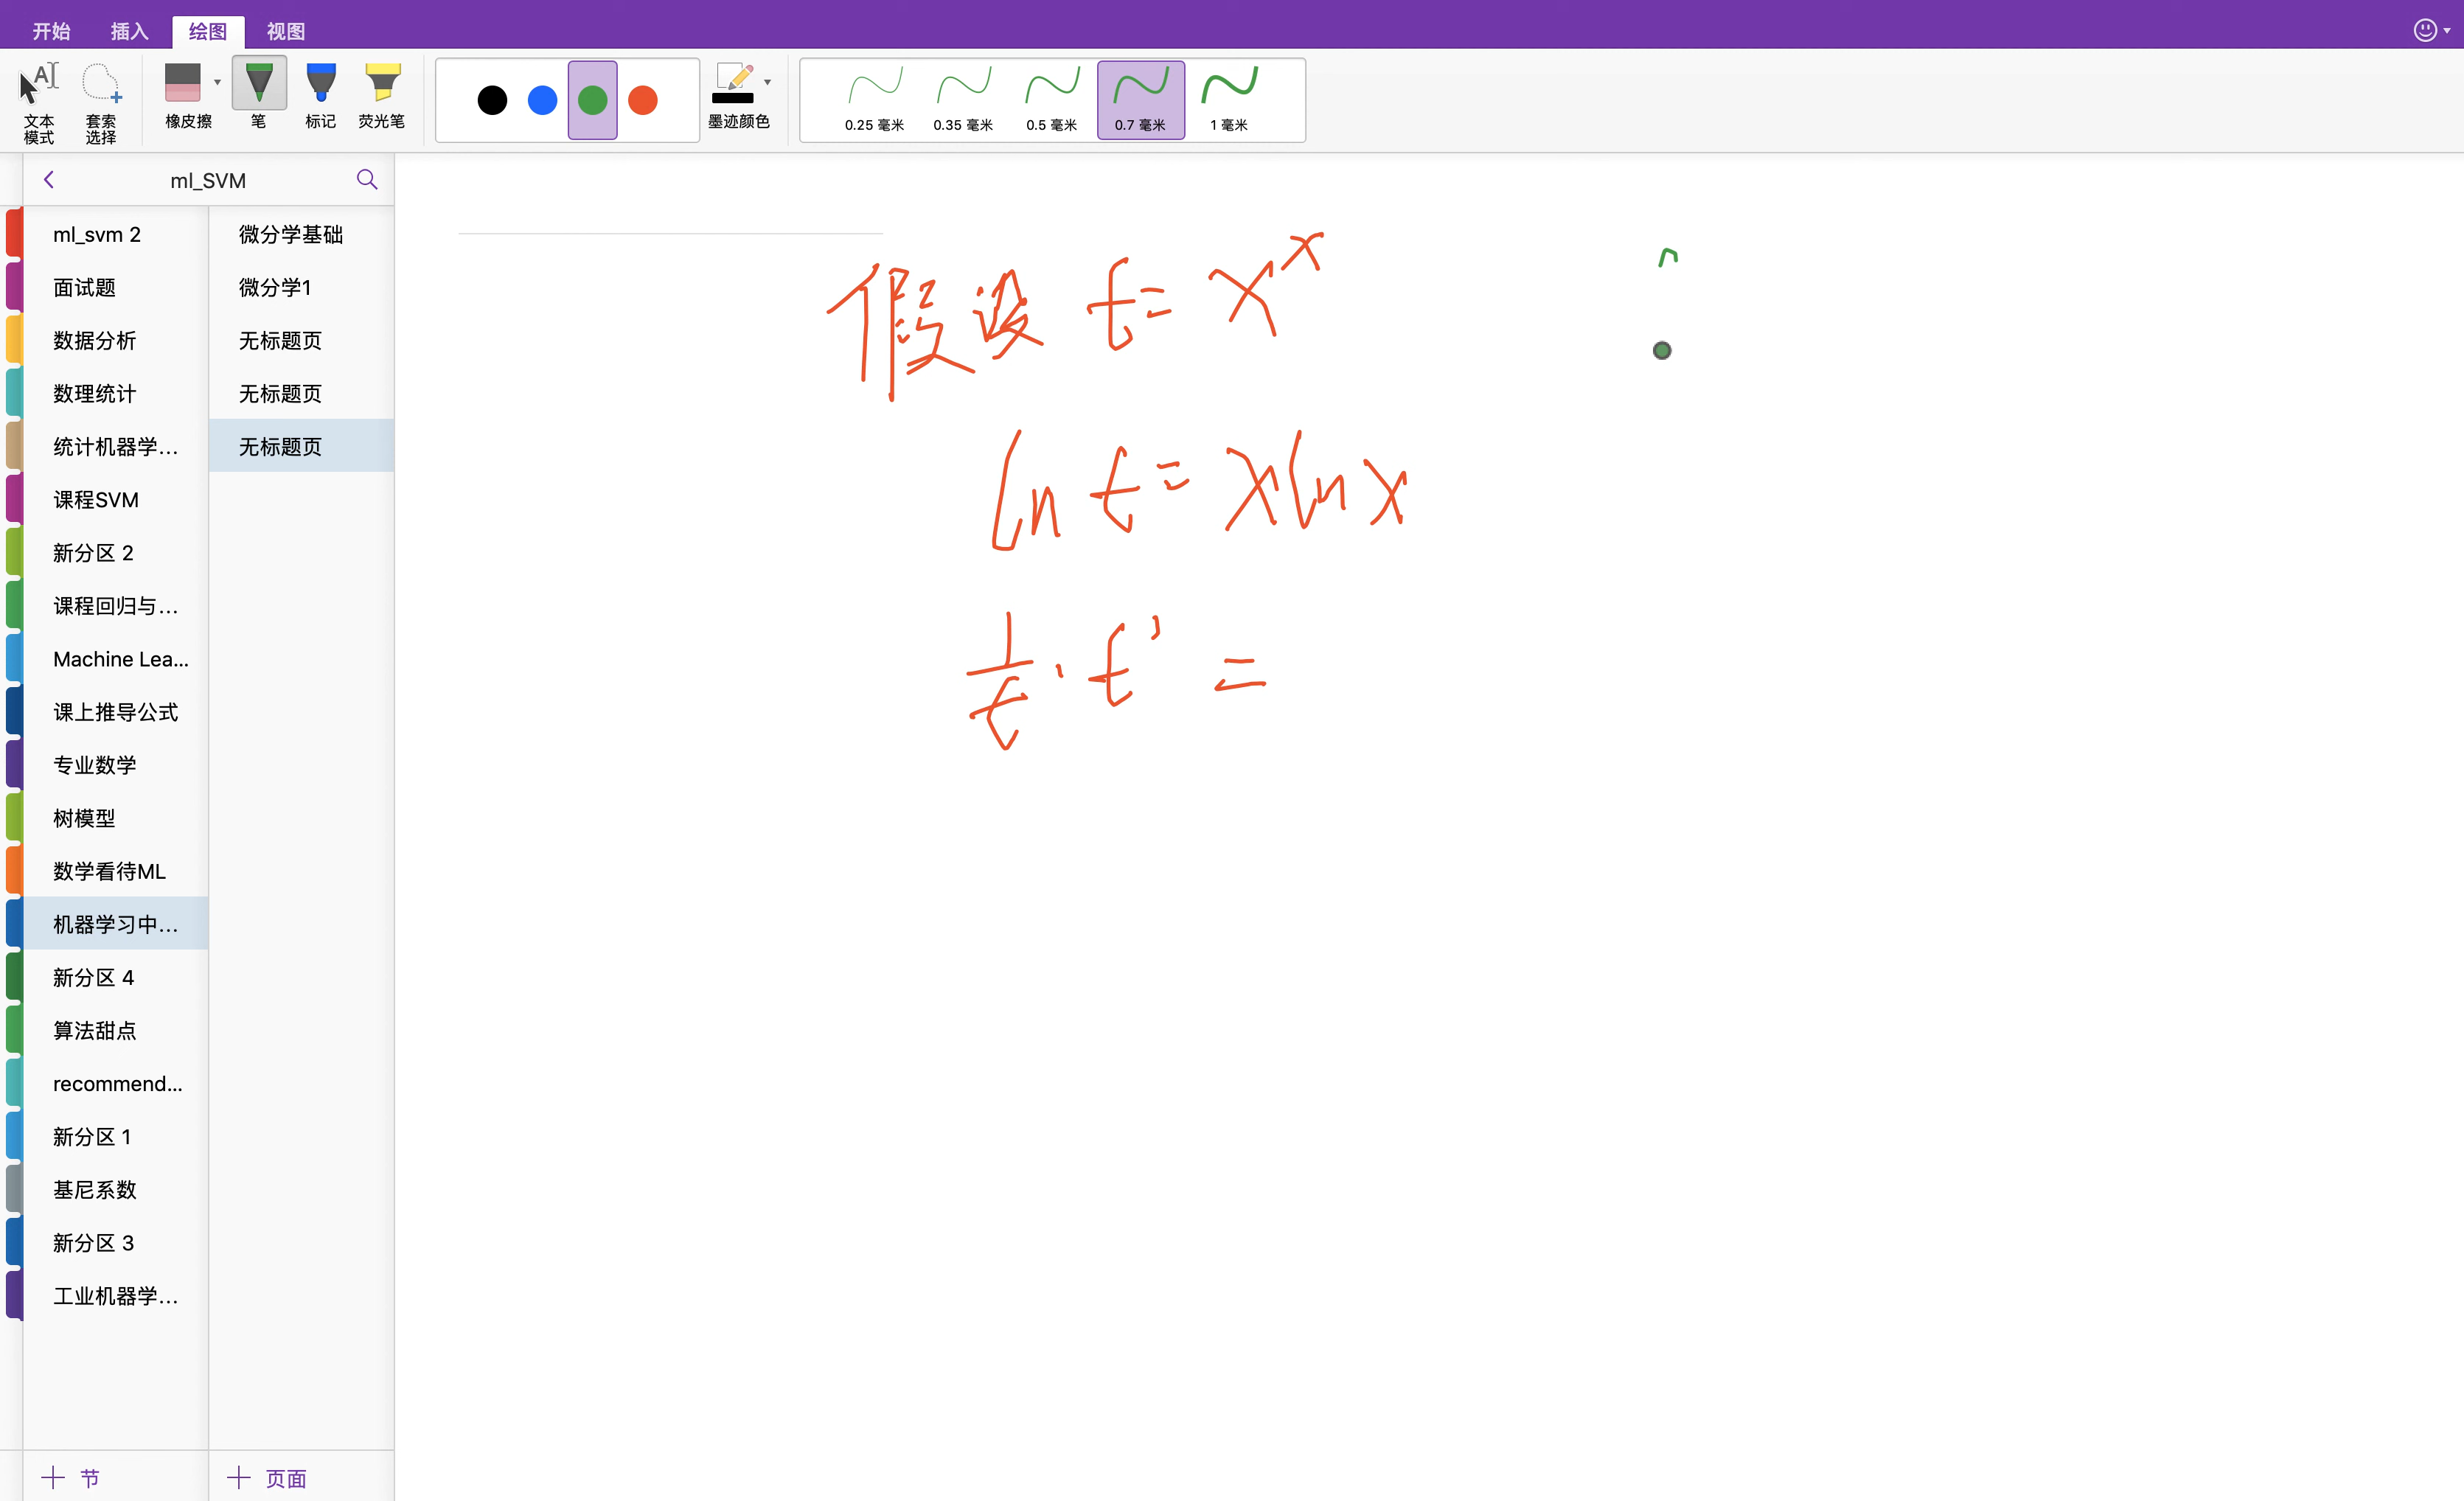 开始 插入 绘图 视图
文本模式 套索选择 橡皮擦 笔 标记 荧光笔 墨迹颜色 0.25 毫米 0.35 毫米 0.5 毫米 0.7 毫米 1 毫米
ml_SVM
ml_svm 2
面试题
数据分析
数理统计
统计机器学...
课程SVM
新分区 2
课程回归与...
Machine Lea...
课上推导公式
专业数学
树模型
数学看待ML
机器学习中...
新分区 4
算法甜点
recommend...
新分区 1
基尼系数
新分区 3
工业机器学...
节
微分学基础
微分学1
无标题页
无标题页
无标题页
页面
假设 t = x^x
ln t = x ln x
1/t · t' =